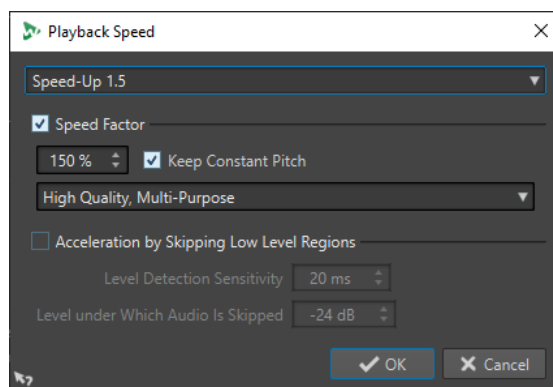 Playback Speed
Speed-Up 1.5
Speed Factor
150 %
Keep Constant Pitch
High Quality, Multi-Purpose
Acceleration by Skipping Low Level Regions
Level Detection Sensitivity
20 ms
Level under Which Audio Is Skipped
-24 dB
OK
Cancel